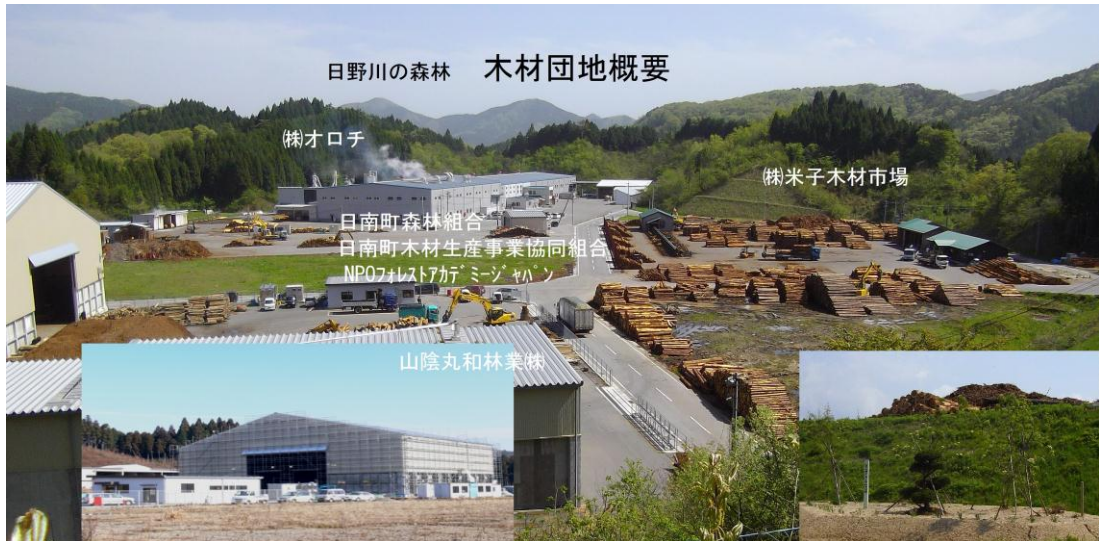 日野川の森林　木材団地概要
㈱オロチ
㈱米子木材市場
日南町森林組合
日南町木材生産事業協同組合
NPOﾌｫﾚｽﾄｱｶﾃﾞﾐｰｼﾞｬﾊﾟﾝ
山陰丸和林業㈱